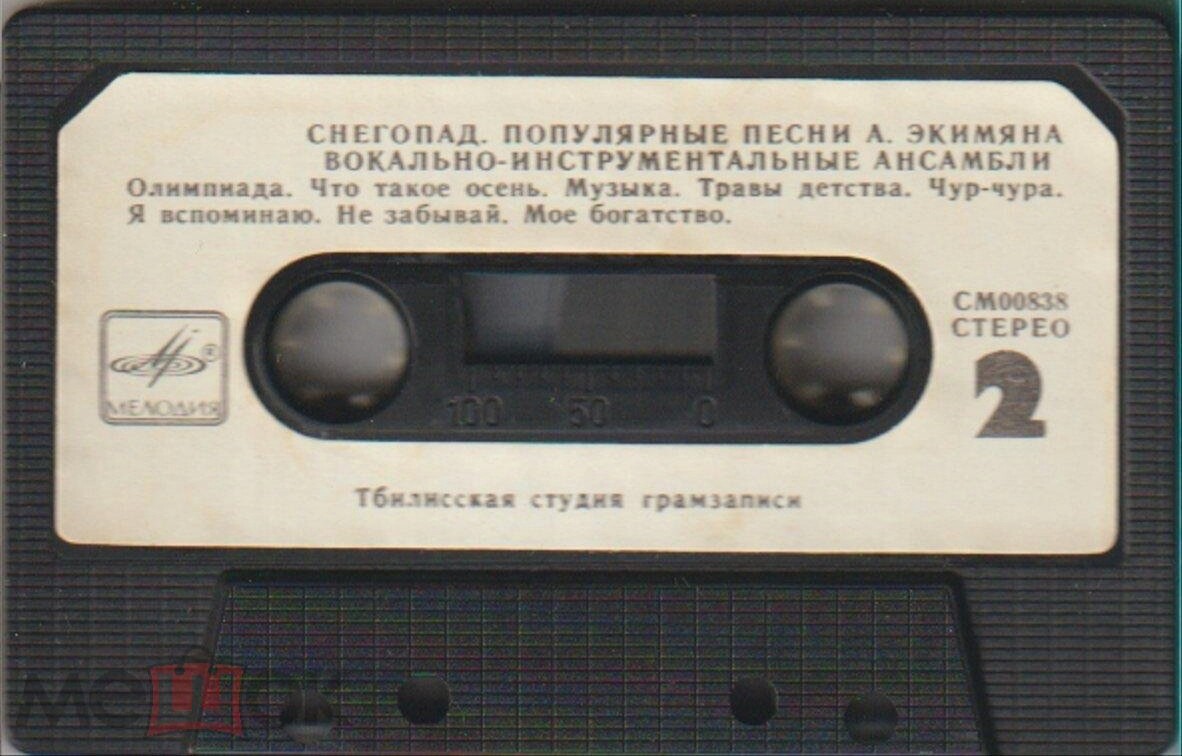 СНЕГОПАД. ПОПУЛЯРНЫЕ ПЕСНИ А. ЭКИМЯНА
ВОКАЛЬНО-ИНСТРУМЕНТАЛЬНЫЕ АНСАМБЛИ
Олимпиада. Что такое осень. Музыка. Травы детства. Чур-чура.
Я вспоминаю. Не забывай. Мое богатство.
СМ00838
СТЕРЕО
2
®
МЕЛОДИЯ
100 50 0
Тбилисская студия грамзаписи
мешок